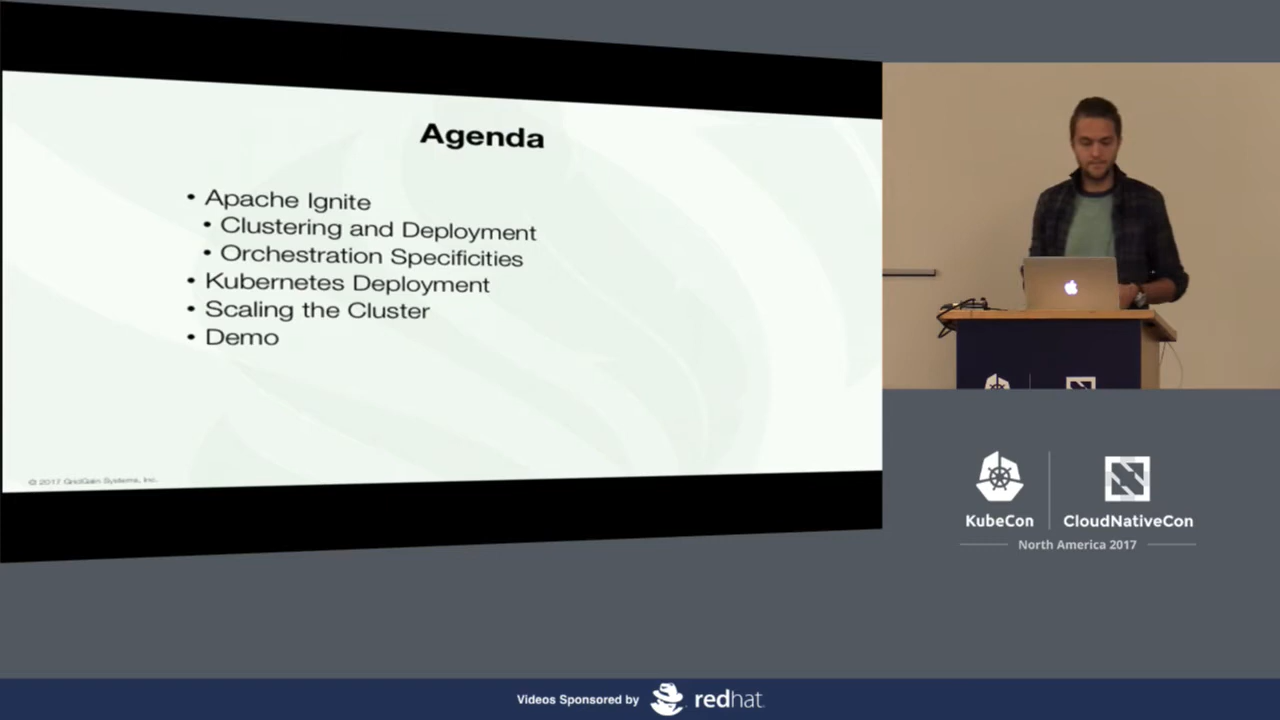 Agenda
• Apache Ignite
• Clustering and Deployment
• Orchestration Specificities
• Kubernetes Deployment
• Scaling the Cluster
• Demo
© 2017 GridGain Systems, Inc.
KubeCon
CloudNativeCon
North America 2017
Videos Sponsored by
redhat